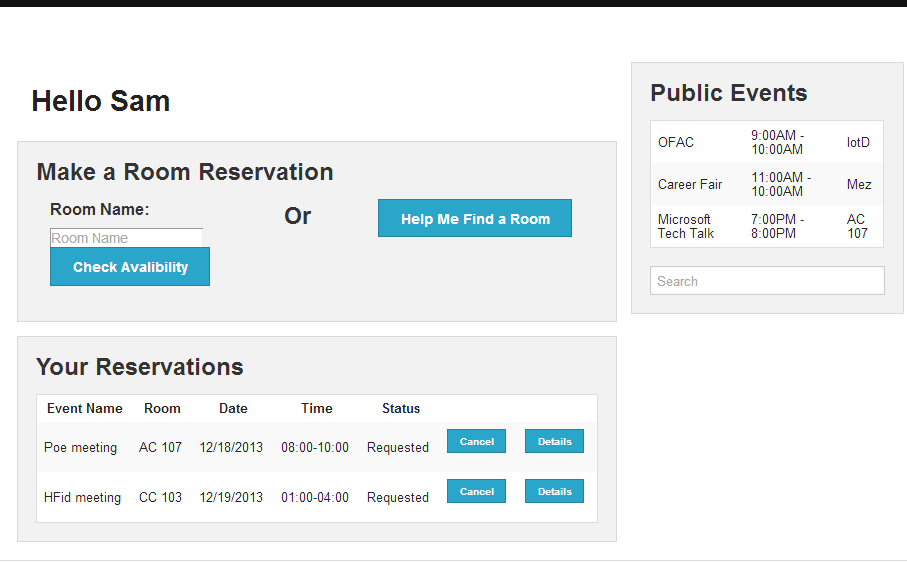 Hello Sam
Make a Room Reservation
Room Name:
Room Name
Check Avalibility
Or
Help Me Find a Room
Your Reservations
Event Name Room Date Time Status
Poe meeting AC 107 12/18/2013 08:00-10:00 Requested Cancel Details
HFid meeting CC 103 12/19/2013 01:00-04:00 Requested Cancel Details
Public Events
OFAC 9:00AM - 10:00AM IotD
Career Fair 11:00AM - 10:00AM Mez
Microsoft Tech Talk 7:00PM - 8:00PM AC 107
Search